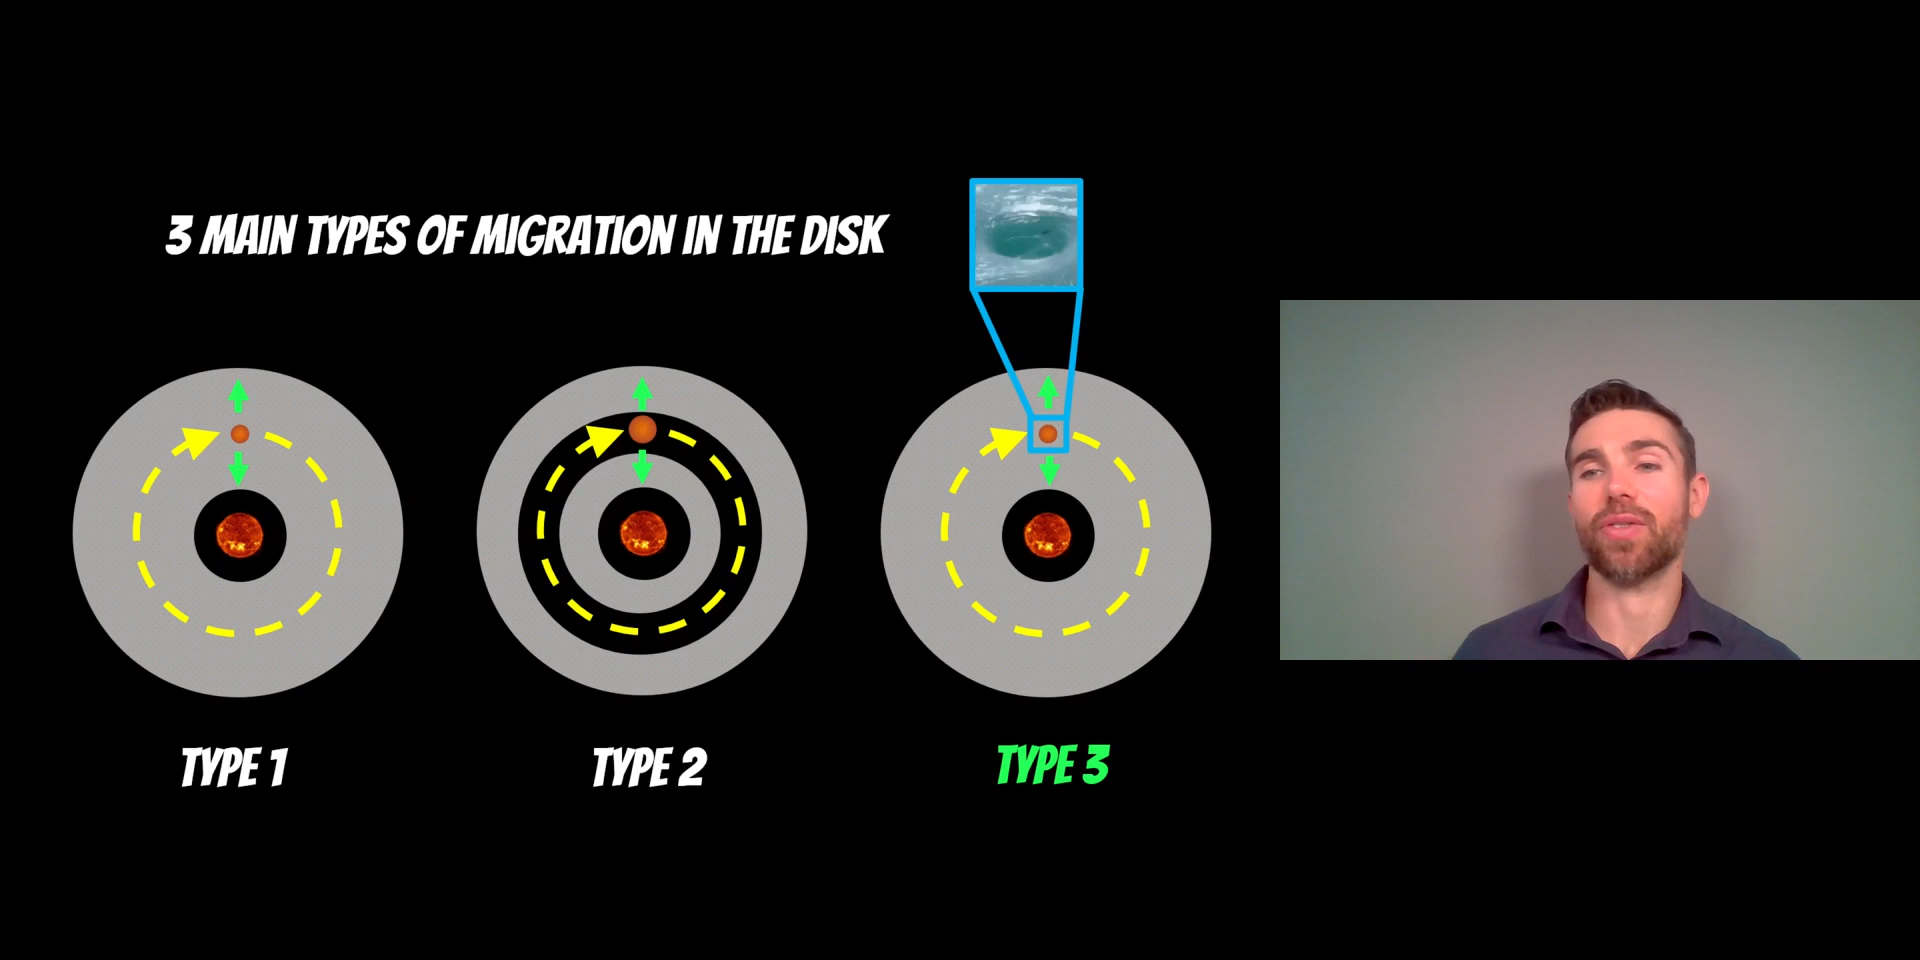 3 MAIN TYPES OF MIGRATION IN THE DISK
TYPE 1
TYPE 2
TYPE 3